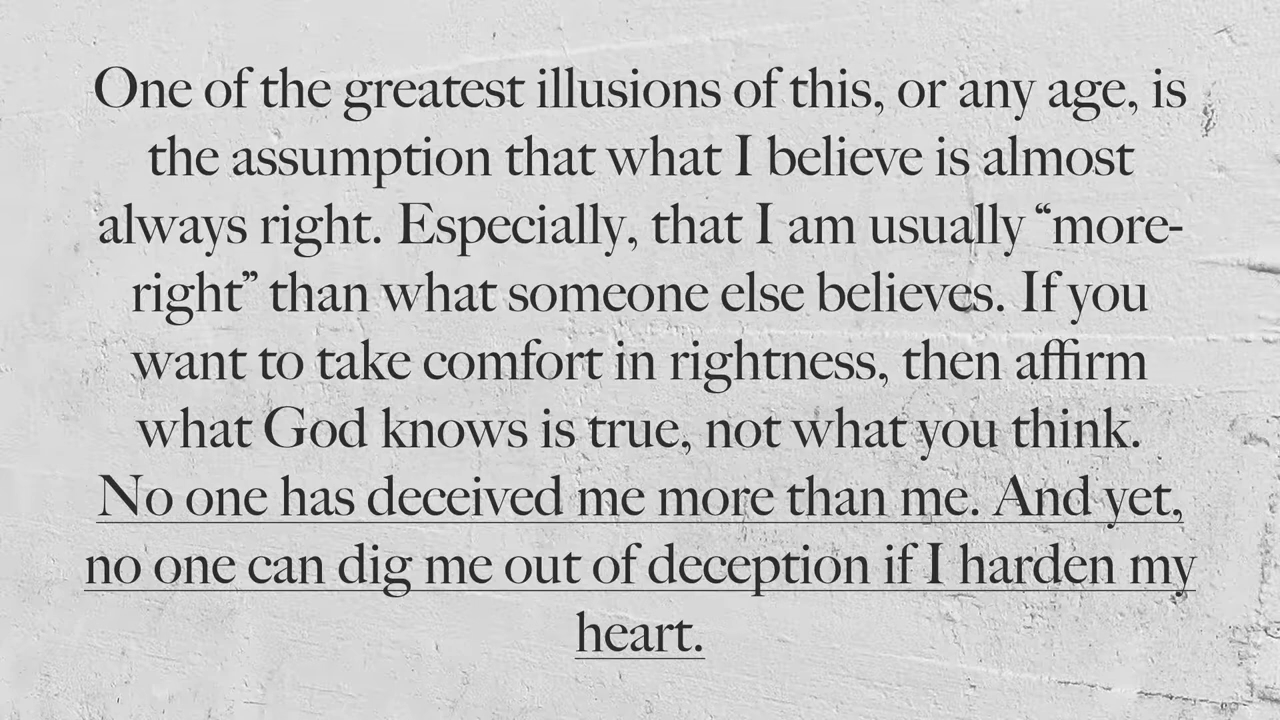 One of the greatest illusions of this, or any age, is
the assumption that what I believe is almost
always right. Especially, that I am usually “more-
right” than what someone else believes. If you
want to take comfort in rightness, then affirm
what God knows is true, not what you think.
No one has deceived me more than me. And yet,
no one can dig me out of deception if I harden my
heart.